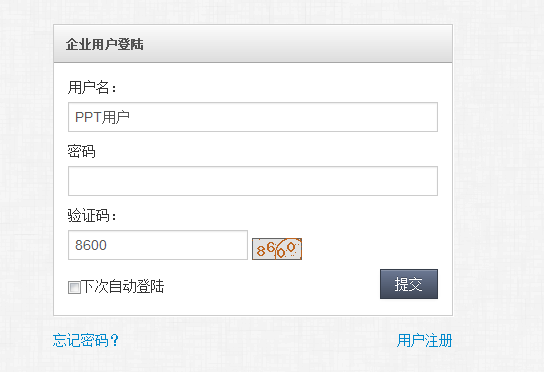 企业用户登陆
用户名：
PPT用户
密码
验证码：
8600 8600
下次自动登陆 提交
忘记密码？ 用户注册